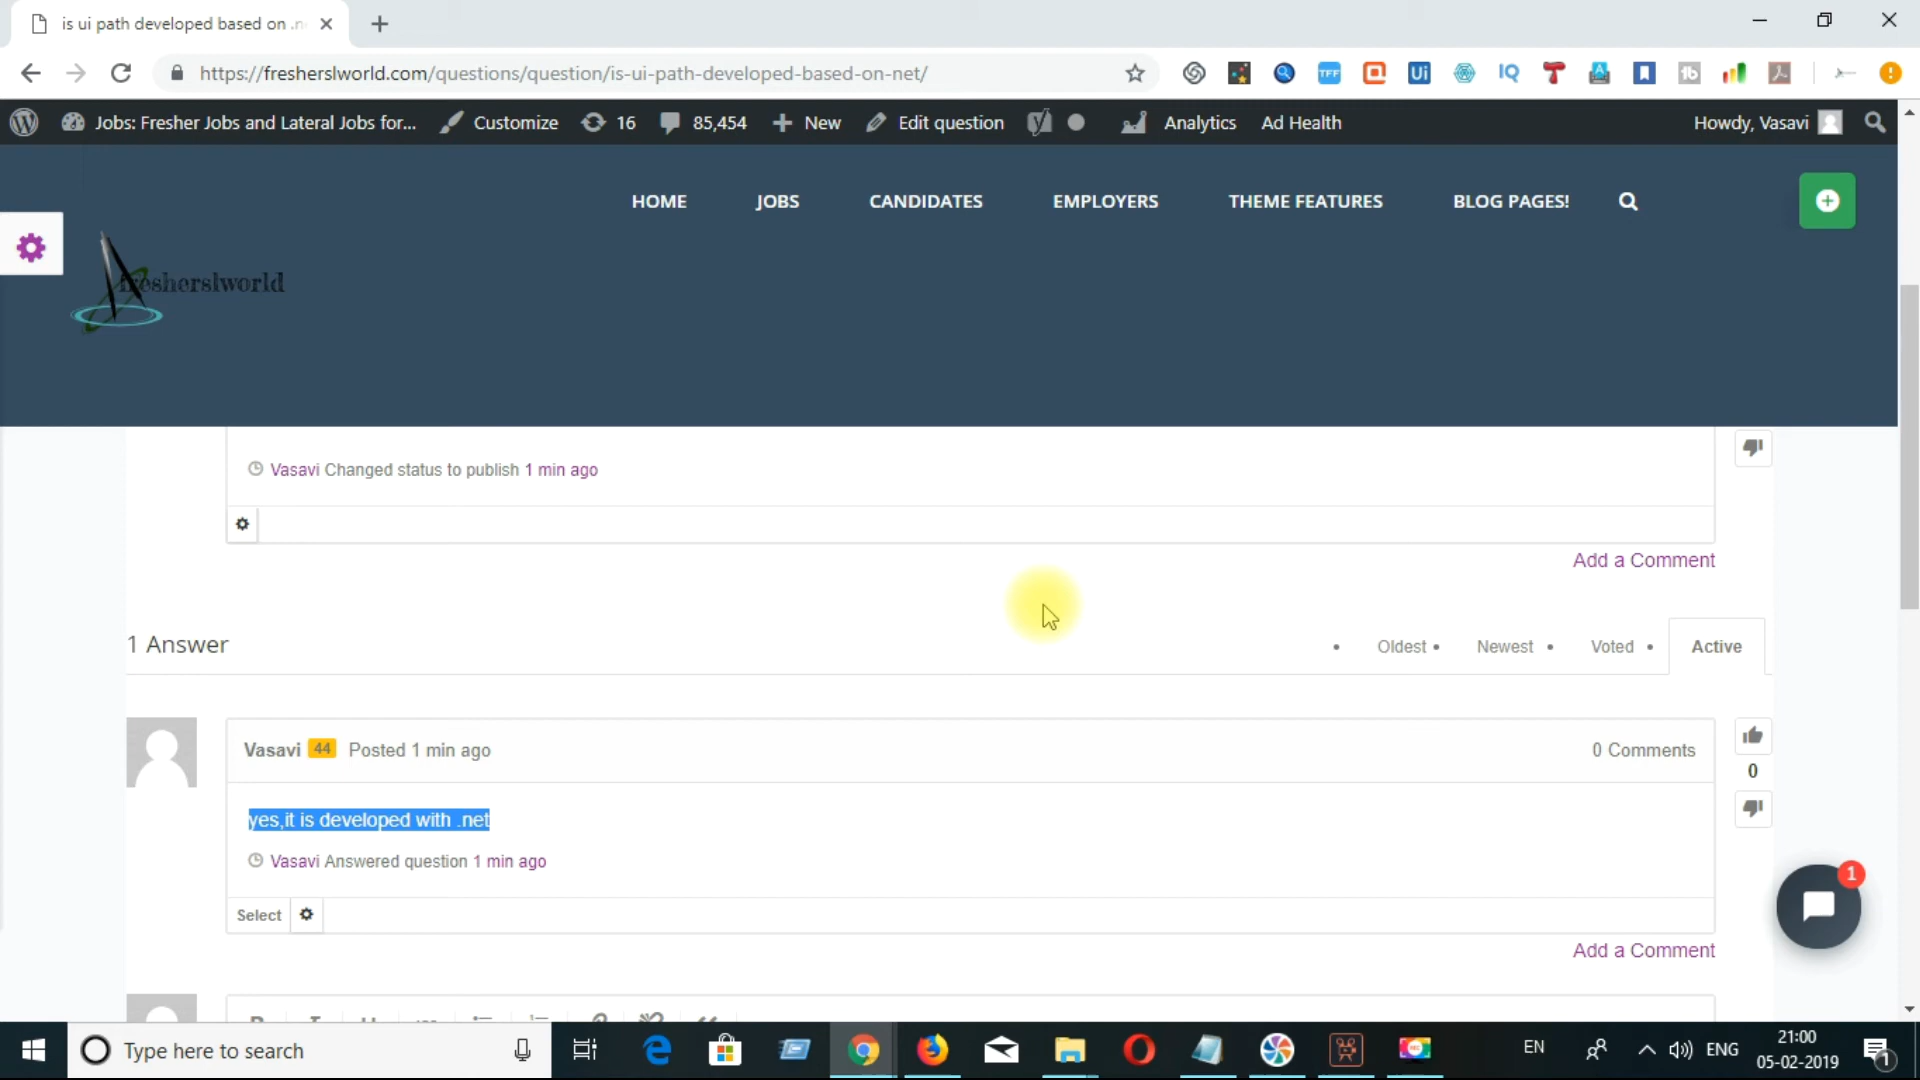 is ui path developed based on .n
https://fresherslworld.com/questions/question/is-ui-path-developed-based-on-net/
TFF
Ui
IQ
Jobs: Fresher Jobs and Lateral Jobs for...
Customize
16
85,454
New
Edit question
Analytics
Ad Health
Howdy, Vasavi
HOME
JOBS
CANDIDATES
EMPLOYERS
THEME FEATURES
BLOG PAGES!
fresherslworld
Vasavi Changed status to publish 1 min ago
Add a Comment
1 Answer
Oldest
Newest
Voted
Active
Vasavi 44 Posted 1 min ago
0 Comments
0
yes,it is developed with .net
Vasavi Answered question 1 min ago
Select
1
Add a Comment
Type here to search
EN
ENG
21:00
05-02-2019
1